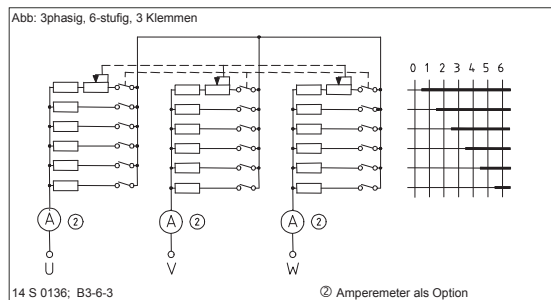 Abb: 3phasig, 6-stufig, 3 Klemmen
0 1 2 3 4 5 6
A ② A ② A ②
U V W
14 S 0136; B3-6-3 ② Amperemeter als Option